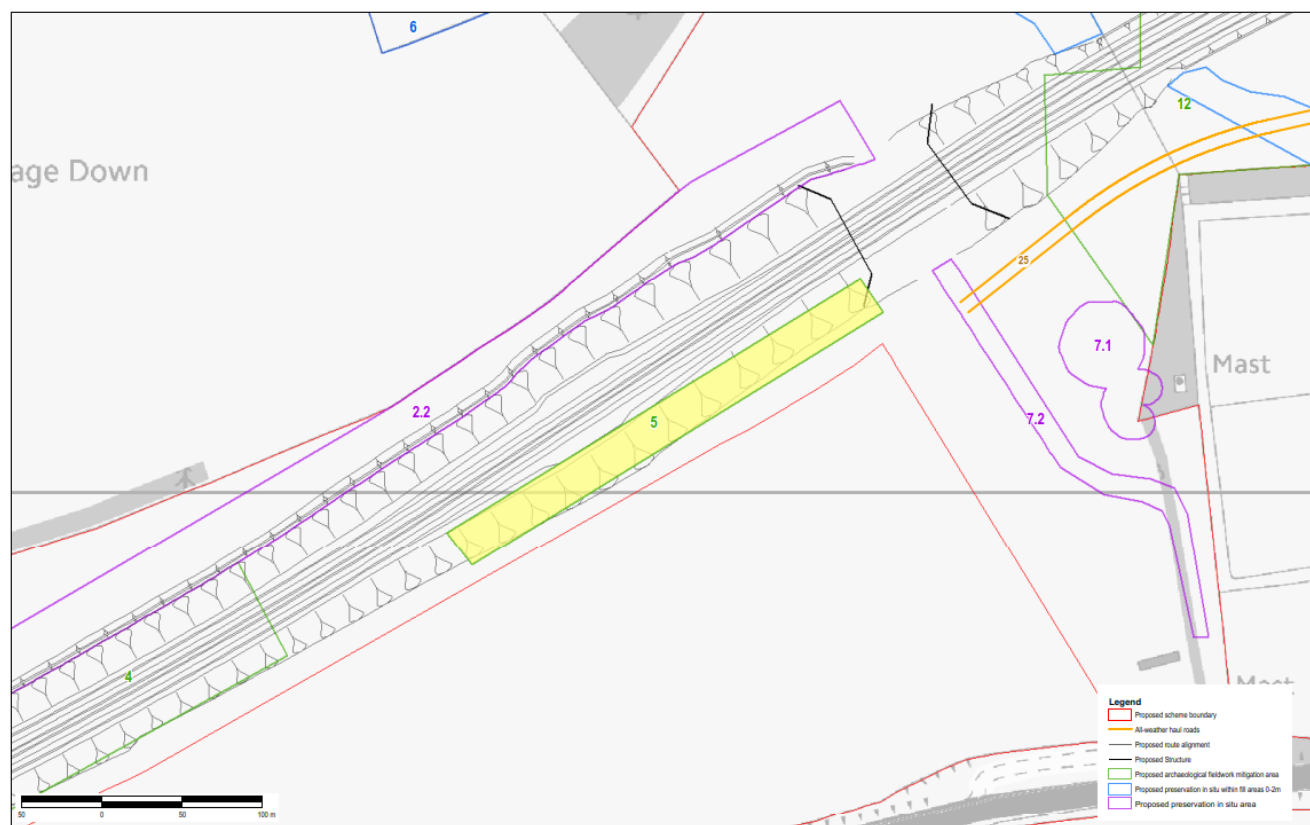 6
12
age Down
25
7.1
Mast
2.2
7.2
5
4
Mast
Legend
Proposed scheme boundary
All-weather haul roads
Proposed route alignment
Proposed Structure
Proposed archaeological fieldwork mitigation area
Proposed preservation in situ within fill areas 0-2m
Proposed preservation in situ area
50 0 50 100 m